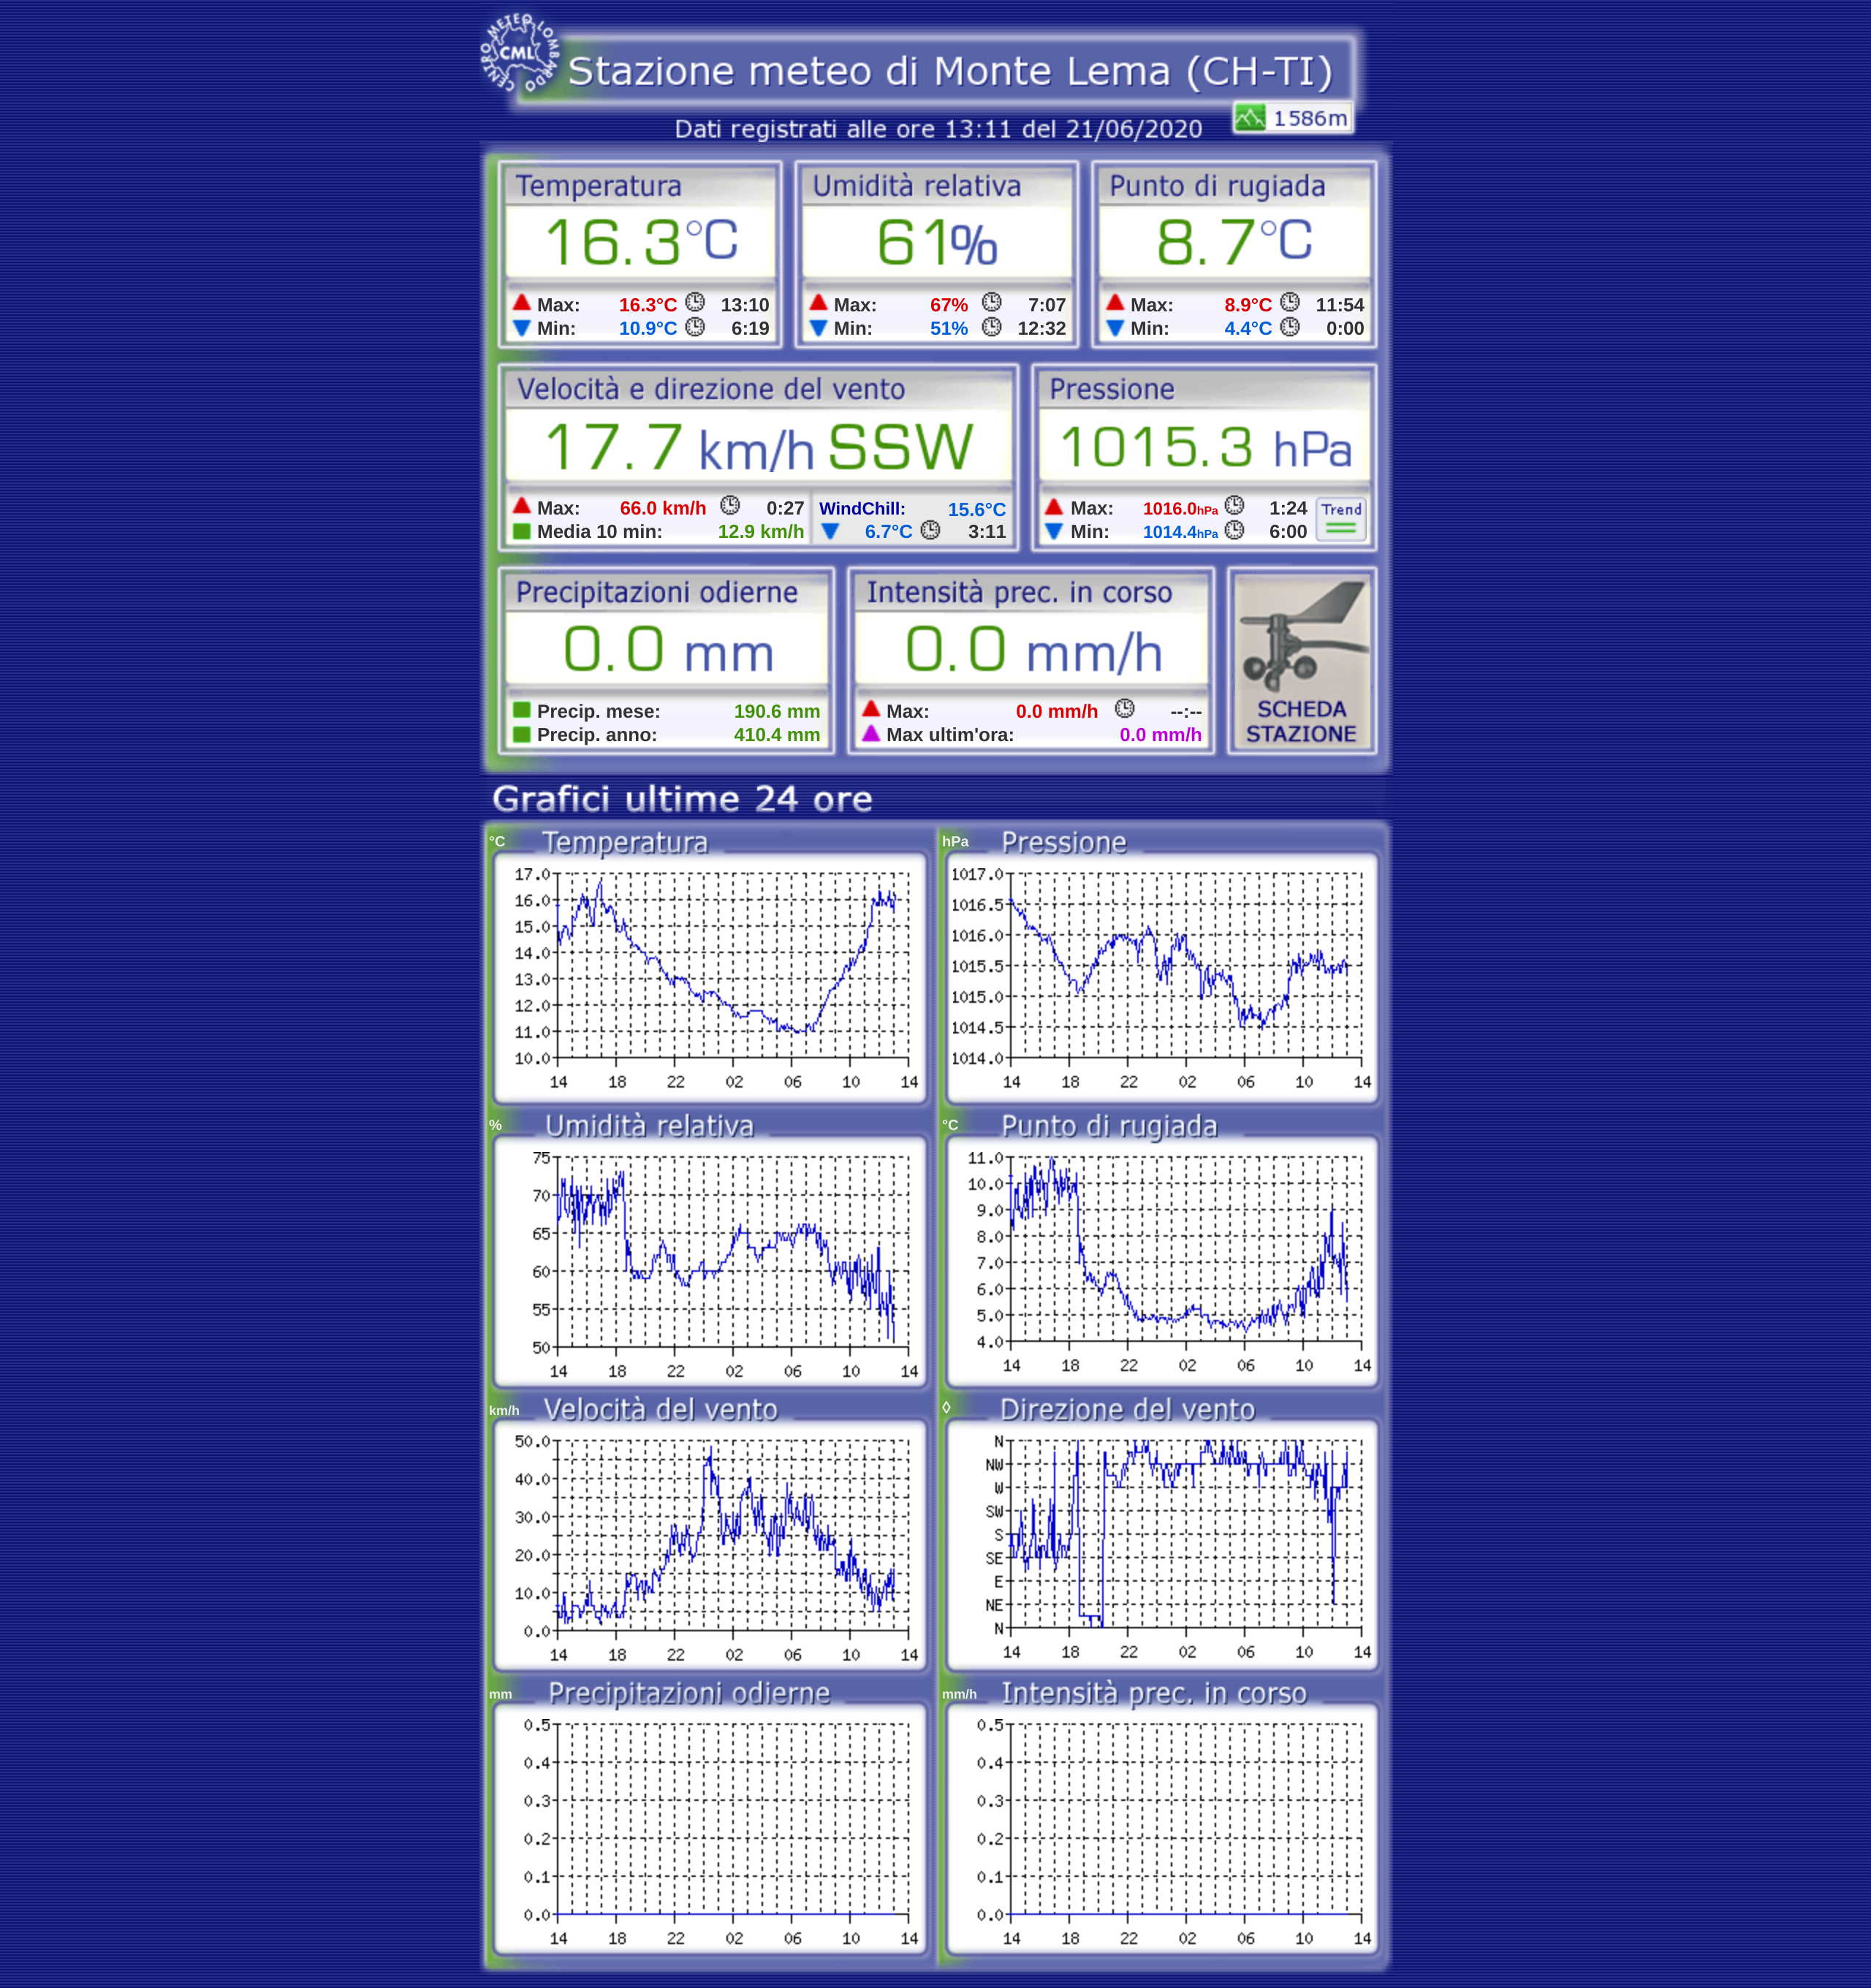 CENTRO METEO LOMBARDO
CML
Stazione meteo di Monte Lema (CH-TI)
1586m
Dati registrati alle ore 13:11 del 21/06/2020
Temperatura
16.3°C
Max: 16.3°C 13:10
Min: 10.9°C 6:19
Umidità relativa
61%
Max: 67% 7:07
Min: 51% 12:32
Punto di rugiada
8.7°C
Max: 8.9°C 11:54
Min: 4.4°C 0:00
Velocità e direzione del vento
17.7 km/h SSW
Max: 66.0 km/h 0:27
Media 10 min: 12.9 km/h
WindChill: 15.6°C
6.7°C 3:11
Pressione
1015.3 hPa
Max: 1016.0hPa 1:24
Min: 1014.4hPa 6:00
Trend
Precipitazioni odierne
0.0 mm
Precip. mese: 190.6 mm
Precip. anno: 410.4 mm
Intensità prec. in corso
0.0 mm/h
Max: 0.0 mm/h --:--
Max ultim'ora: 0.0 mm/h
SCHEDA
STAZIONE
Grafici ultime 24 ore
°C Temperatura
17.0
16.0
15.0
14.0
13.0
12.0
11.0
10.0
14 18 22 02 06 10 14
hPa Pressione
1017.0
1016.5
1016.0
1015.5
1015.0
1014.5
1014.0
14 18 22 02 06 10 14
% Umidità relativa
75
70
65
60
55
50
14 18 22 02 06 10 14
°C Punto di rugiada
11.0
10.0
9.0
8.0
7.0
6.0
5.0
4.0
14 18 22 02 06 10 14
km/h Velocità del vento
50.0
40.0
30.0
20.0
10.0
0.0
14 18 22 02 06 10 14
◊ Direzione del vento
N
NW
W
SW
S
SE
E
NE
N
14 18 22 02 06 10 14
mm Precipitazioni odierne
0.5
0.4
0.3
0.2
0.1
0.0
14 18 22 02 06 10 14
mm/h Intensità prec. in corso
0.5
0.4
0.3
0.2
0.1
0.0
14 18 22 02 06 10 14